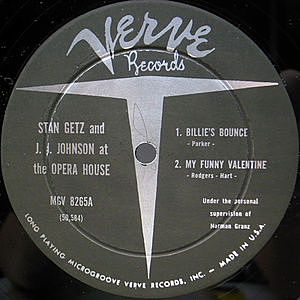 Verve
Records
STAN GETZ and
J. J. JOHNSON at
the OPERA HOUSE
MGV 8265A
(50,584)
1. BILLIE'S BOUNCE
- Parker -
2. MY FUNNY VALENTINE
- Rodgers - Hart -
Under the personal
supervision of
Norman Granz
LONG PLAYING MICROGROOVE VERVE RECORDS, INC. - MADE IN U.S.A.